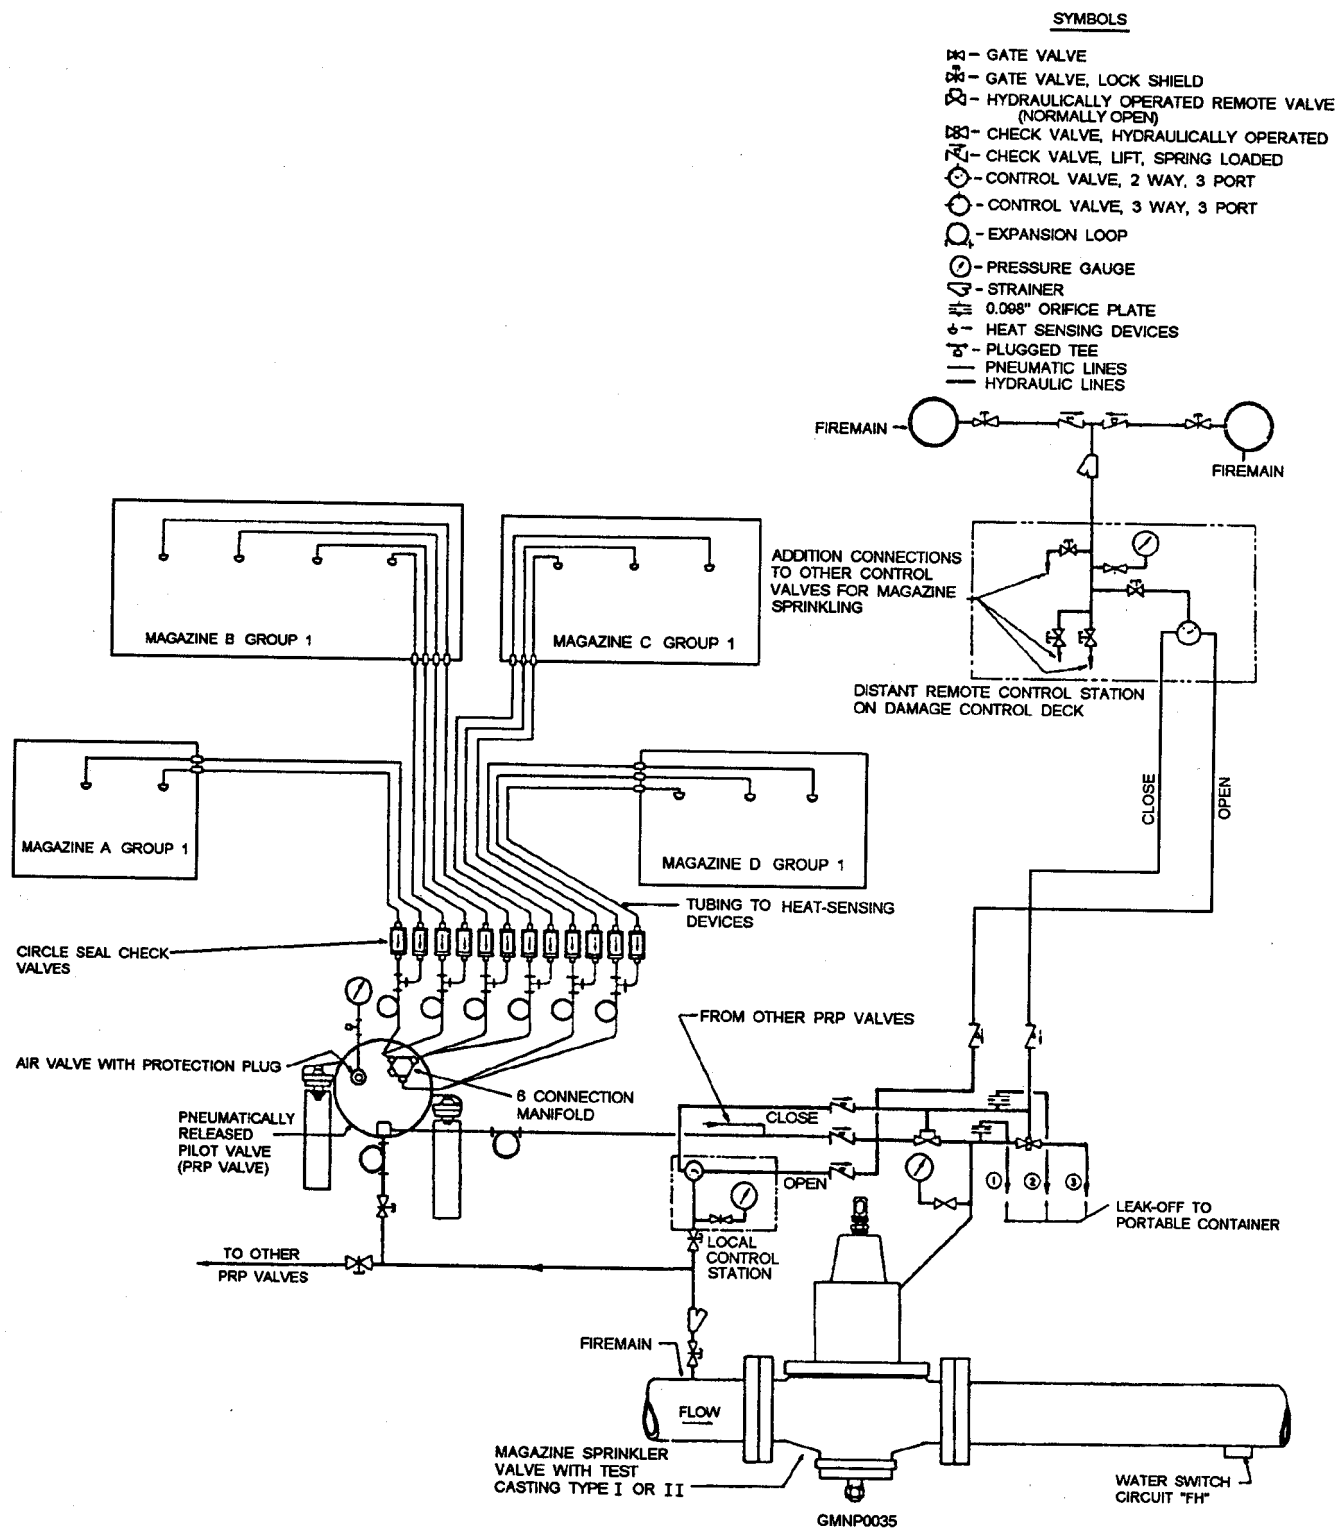 SYMBOLS
- GATE VALVE
- GATE VALVE, LOCK SHIELD
- HYDRAULICALLY OPERATED REMOTE VALVE
(NORMALLY OPEN)
- CHECK VALVE, HYDRAULICALLY OPERATED
- CHECK VALVE, LIFT, SPRING LOADED
- CONTROL VALVE, 2 WAY, 3 PORT
- CONTROL VALVE, 3 WAY, 3 PORT
- EXPANSION LOOP
- PRESSURE GAUGE
- STRAINER
0.098" ORIFICE PLATE
- HEAT SENSING DEVICES
- PLUGGED TEE
PNEUMATIC LINES
HYDRAULIC LINES
FIREMAIN
FIREMAIN
ADDITION CONNECTIONS
TO OTHER CONTROL
VALVES FOR MAGAZINE
SPRINKLING
MAGAZINE B GROUP 1
MAGAZINE C GROUP 1
DISTANT REMOTE CONTROL STATION
ON DAMAGE CONTROL DECK
CLOSE
OPEN
MAGAZINE A GROUP 1
MAGAZINE D GROUP 1
TUBING TO HEAT-SENSING
DEVICES
CIRCLE SEAL CHECK
VALVES
FROM OTHER PRP VALVES
AIR VALVE WITH PROTECTION PLUG
6 CONNECTION
MANIFOLD
CLOSE
PNEUMATICALLY
RELEASED
PILOT VALVE
(PRP VALVE)
OPEN
1
2
3
LEAK-OFF TO
PORTABLE CONTAINER
LOCAL
CONTROL
STATION
TO OTHER
PRP VALVES
FIREMAIN
FLOW
MAGAZINE SPRINKLER
VALVE WITH TEST
CASTING TYPE I OR II
WATER SWITCH
CIRCUIT "FH"
GMNP0035